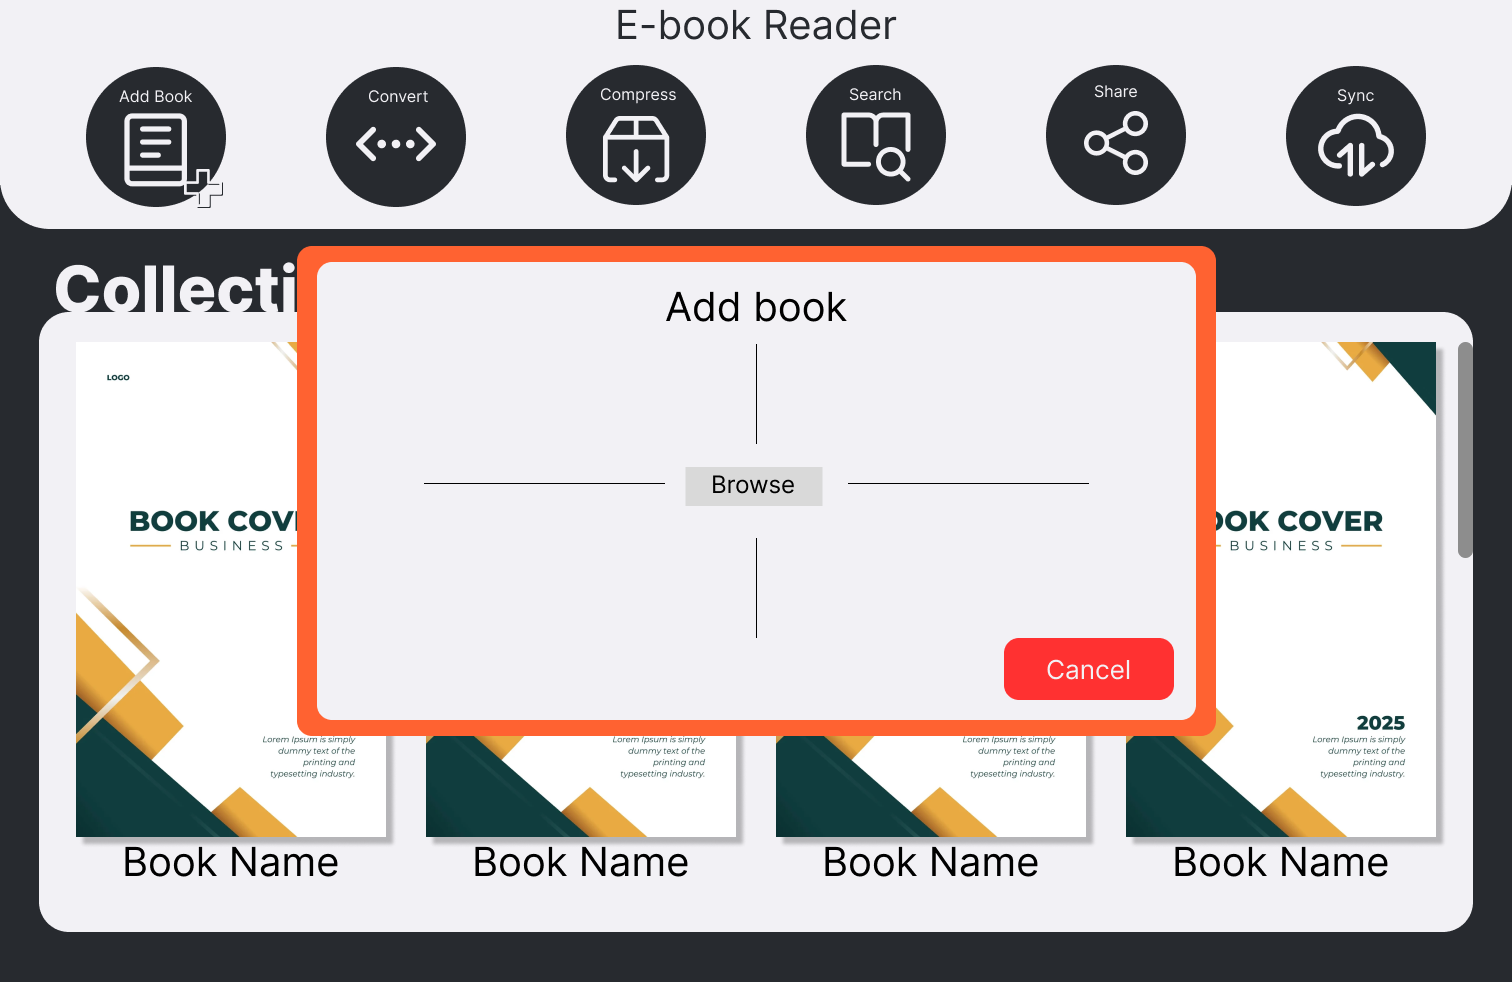 E-book Reader
Add Book
Convert
Compress
Search
Share
Sync
Collecti
Add book
Browse
Cancel
LOGO
BOOK COV
BUSINESS
Lorem Ipsum is simply
dummy text of the
printing and
typesetting industry.
Book Name
Lorem Ipsum is simply
dummy text of the
printing and
typesetting industry.
Book Name
Lorem Ipsum is simply
dummy text of the
printing and
typesetting industry.
Book Name
OOK COVER
BUSINESS
2025
Lorem Ipsum is simply
dummy text of the
printing and
typesetting industry.
Book Name